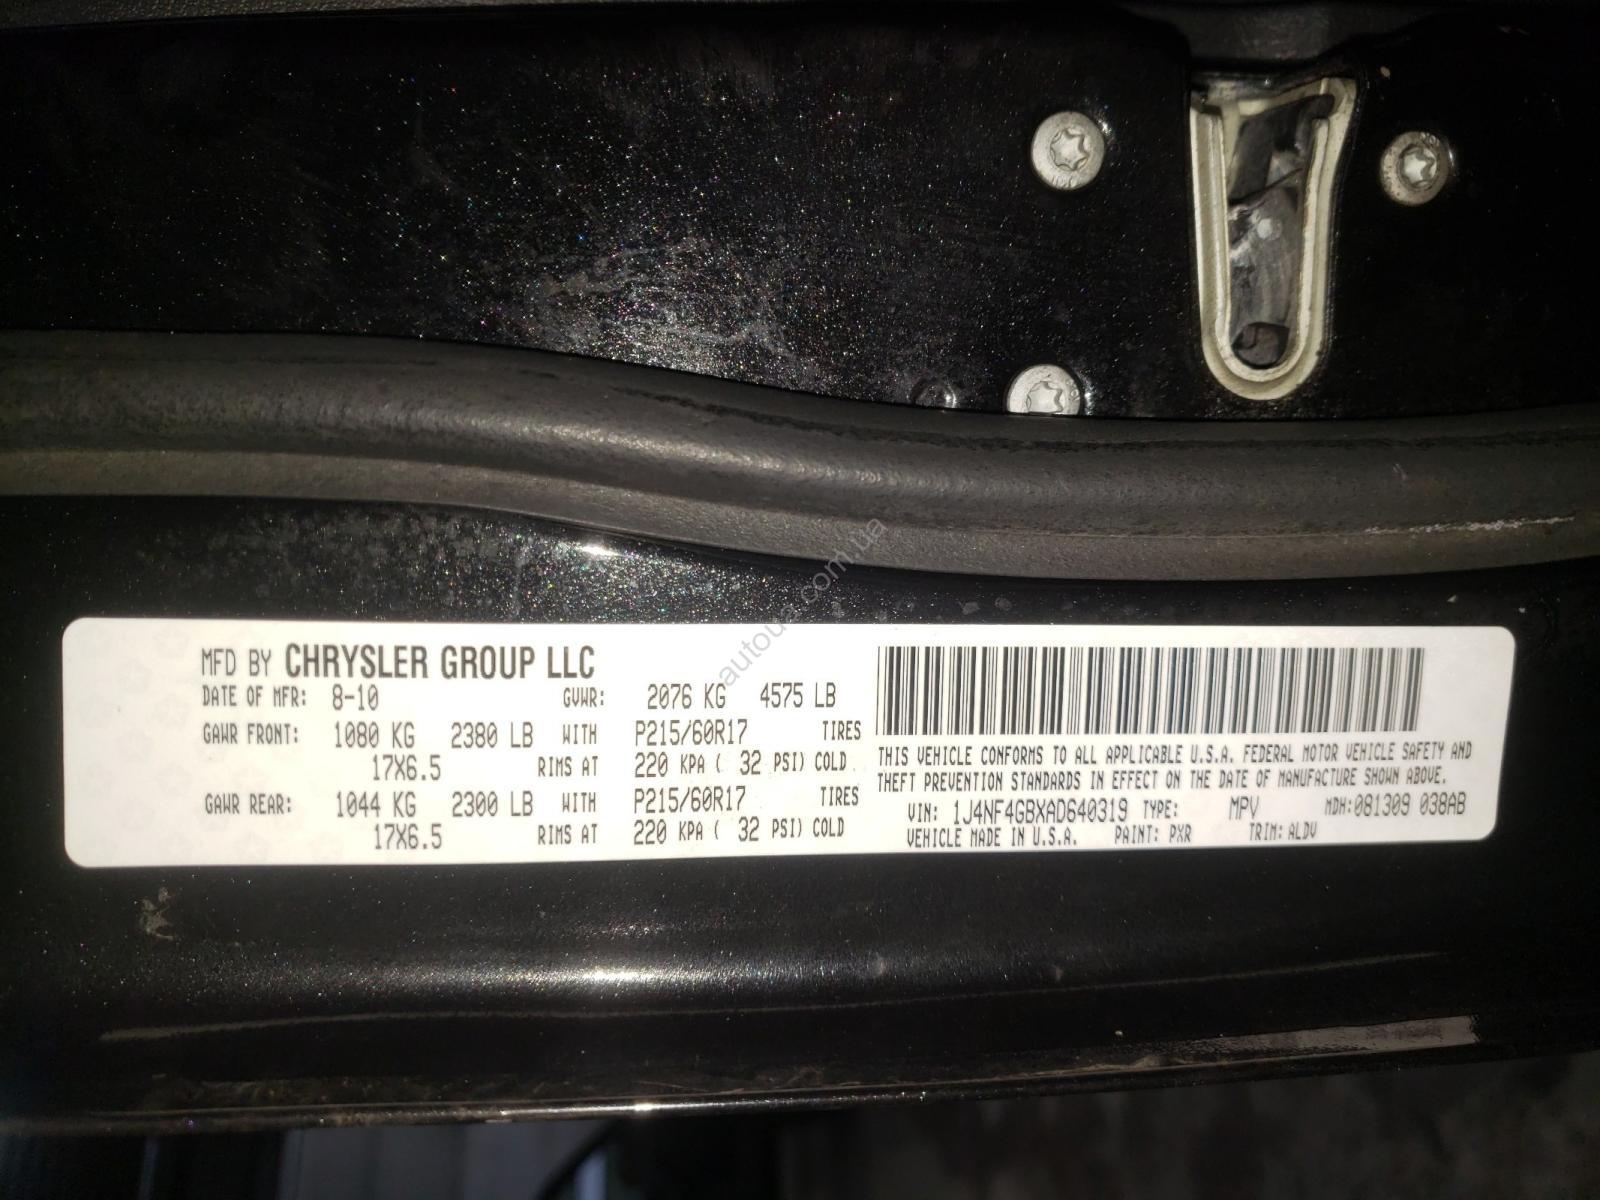 MFD BY CHRYSLER GROUP LLC
DATE OF MFR: 8-10 GVWR: 2076 KG 4575 LB
GAWR FRONT: 1080 KG 2380 LB WITH P215/60R17 TIRES
17X6.5 RIMS AT 220 KPA ( 32 PSI) COLD
GAWR REAR: 1044 KG 2300 LB WITH P215/60R17 TIRES
17X6.5 RIMS AT 220 KPA ( 32 PSI) COLD
THIS VEHICLE CONFORMS TO ALL APPLICABLE U.S.A. FEDERAL MOTOR VEHICLE SAFETY AND
THEFT PREVENTION STANDARDS IN EFFECT ON THE DATE OF MANUFACTURE SHOWN ABOVE.
VIN: 1J4NF4GBXAD640319 TYPE: MPV MDH:081309 038AB
VEHICLE MADE IN U.S.A. PAINT: PXR TRIM: ALDV
autoua.com.ua